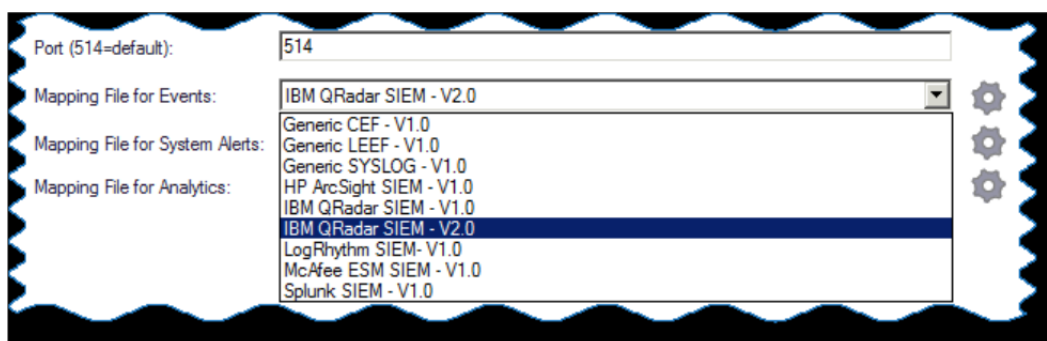 Port (514=default): 514
Mapping File for Events: IBM QRadar SIEM - V2.0
Generic CEF - V1.0
Mapping File for System Alerts: Generic LEEF - V1.0
Generic SYSLOG - V1.0
Mapping File for Analytics: HP ArcSight SIEM - V1.0
IBM QRadar SIEM - V1.0
IBM QRadar SIEM - V2.0
LogRhythm SIEM- V1.0
McAfee ESM SIEM - V1.0
Splunk SIEM - V1.0